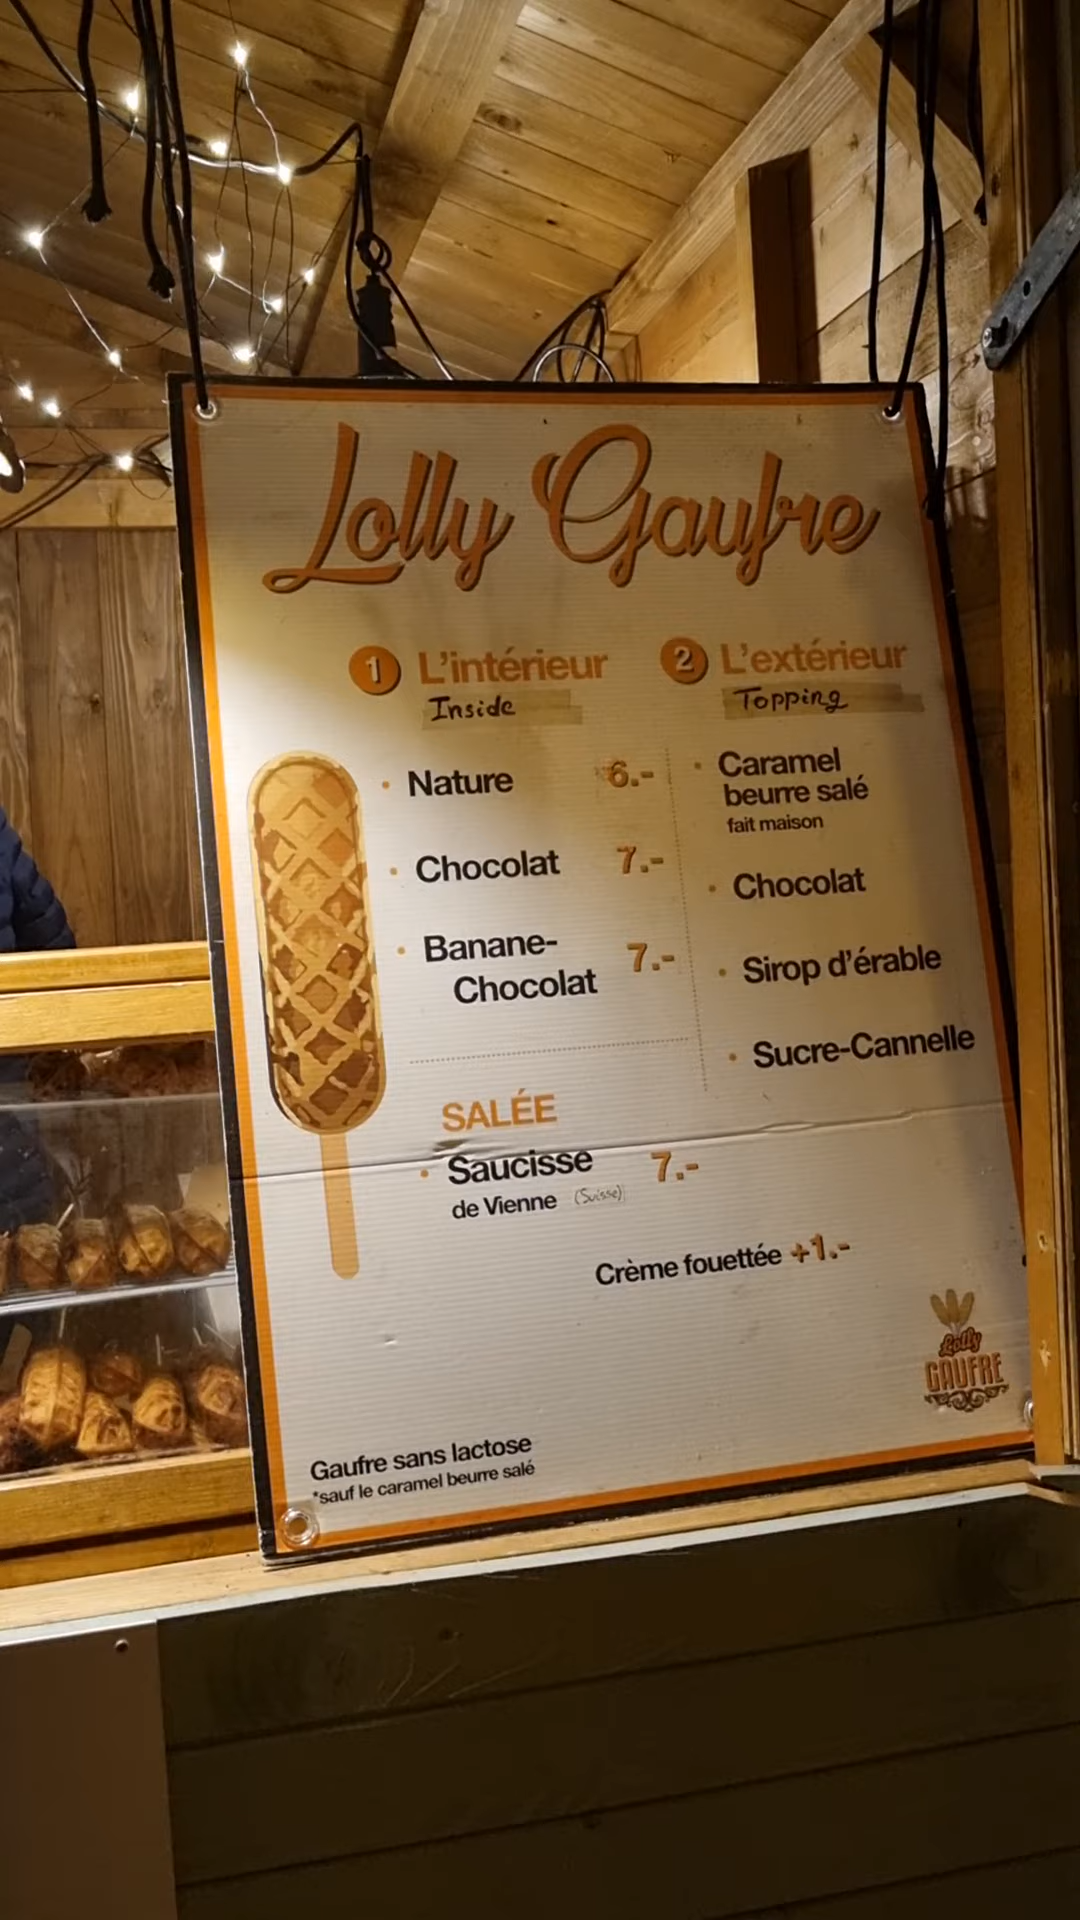 Lolly Gaufre
1 L'intérieur
Inside
Nature 6.-
Chocolat 7.-
Banane-
Chocolat 7.-
SALÉE
Saucisse 7.-
de Vienne (Suisse)
2 L'extérieur
Topping
Caramel
beurre salé
fait maison
Chocolat
Sirop d'érable
Sucre-Cannelle
Crème fouettée +1.-
Lolly
GAUFRE
Gaufre sans lactose
*sauf le caramel beurre salé